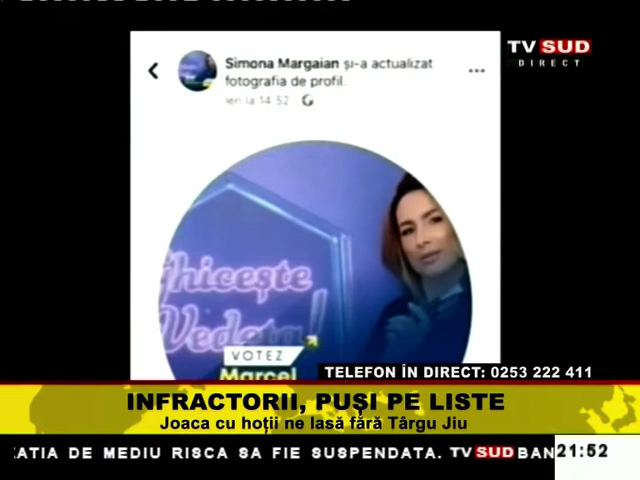 Simona Margaian și-a actualizat
fotografia de profil.
Ieri la 14:52
TV SUD
DIRECT
Ghicește
Vedeta!
VOTEZ
Marcel
TELEFON ÎN DIRECT: 0253 222 411
INFRACTORII, PUȘI PE LISTE
Joaca cu hoții ne lasă fără Târgu Jiu
ZATIA DE MEDIU RISCA SA FIE SUSPENDATA. TV SUD BAN
21:52